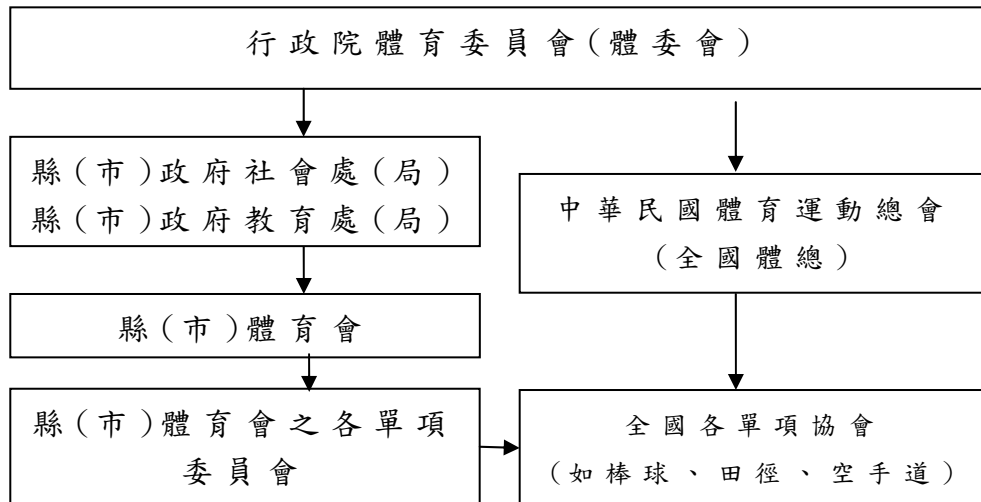 行政院體育委員會(體委會)
縣(市)政府社會處(局)
縣(市)政府教育處(局)
中華民國體育運動總會
(全國體總)
縣(市)體育會
縣(市)體育會之各單項
委員會
全國各單項協會
(如棒球、田徑、空手道)